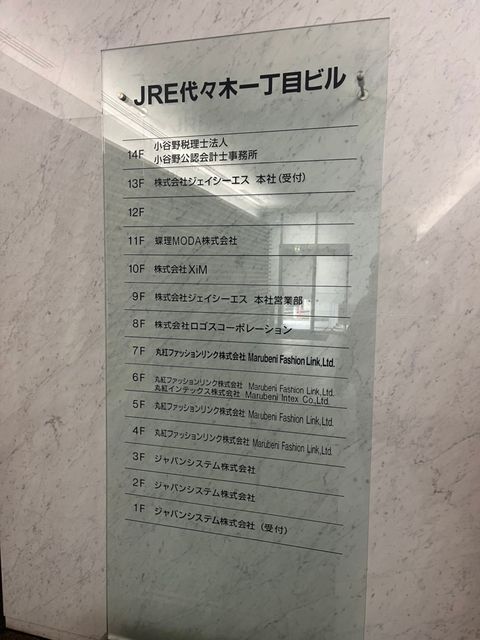 JRE代々木一丁目ビル
14F 小谷野税理士法人
小谷野公認会計士事務所
13F 株式会社ジェイシーエス 本社(受付)
12F
11F 蝶理MODA株式会社
10F 株式会社XiM
9F 株式会社ジェイシーエス 本社営業部
8F 株式会社ロゴスコーポレーション
7F 丸紅ファッションリンク株式会社 Marubeni Fashion Link,Ltd.
6F 丸紅ファッションリンク株式会社 Marubeni Fashion Link,Ltd.
丸紅インテックス株式会社 Marubeni Intex Co.,Ltd.
5F 丸紅ファッションリンク株式会社 Marubeni Fashion Link,Ltd.
4F 丸紅ファッションリンク株式会社 Marubeni Fashion Link,Ltd.
3F ジャパンシステム株式会社
2F ジャパンシステム株式会社
1F ジャパンシステム株式会社(受付)